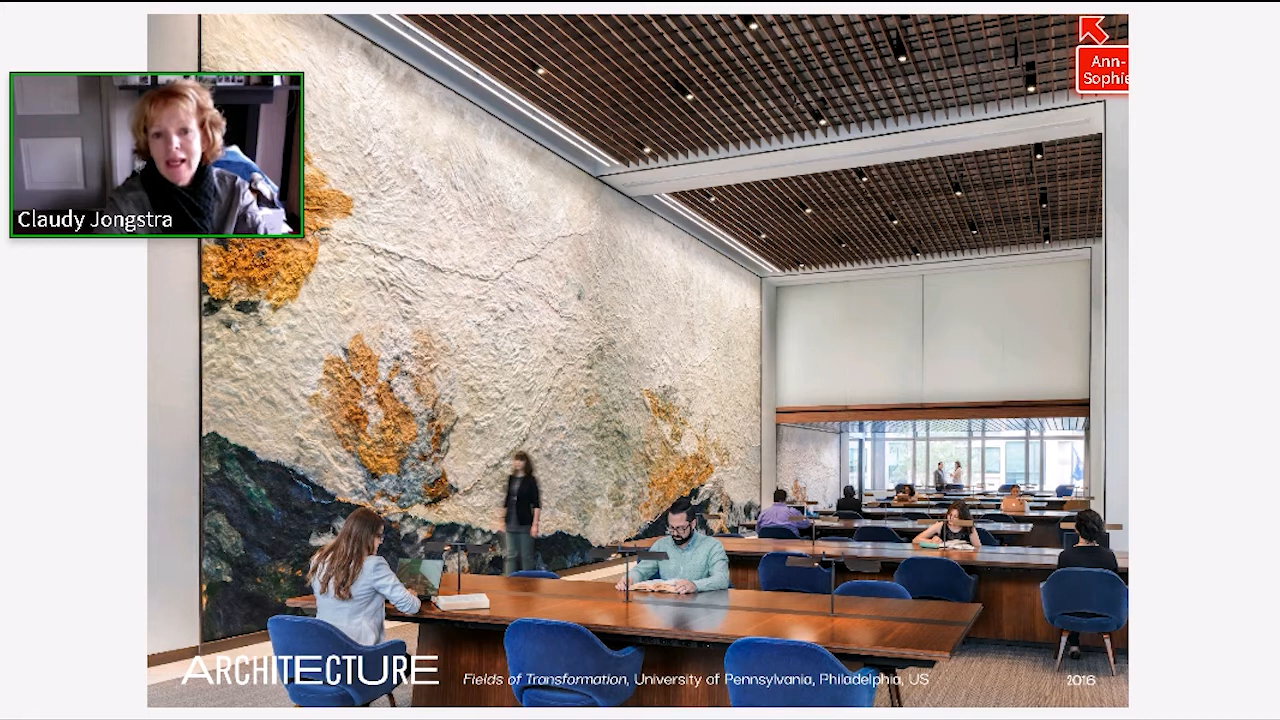 Ann-
Sophie
Claudy Jongstra
ARCHITECTURE
Fields of Transformation, University of Pennsylvania, Philadelphia, US
2016